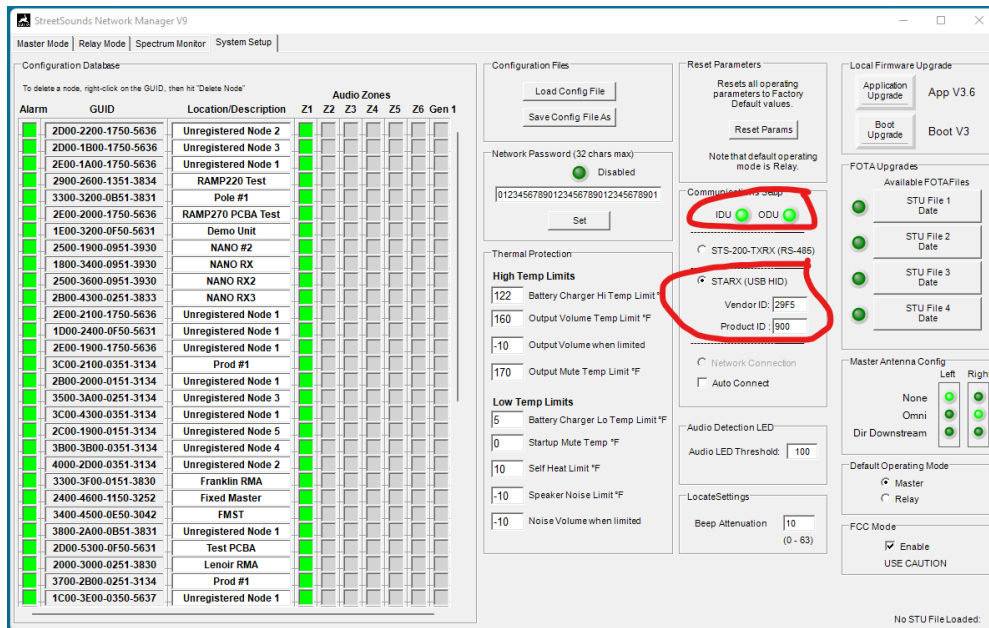 StreetSounds Network Manager V9
Master Mode Relay Mode Spectrum Monitor System Setup
Configuration Database
To delete a node, right-click on the GUID, then hit "Delete Node"
Audio Zones
Alarm GUID Location/Description Z1 Z2 Z3 Z4 Z5 Z6 Gen 1
2D00-2200-1750-5636 Unregistered Node 2
2D00-1B00-1750-5636 Unregistered Node 3
2E00-1A00-1750-5636 Unregistered Node 1
2900-2600-1351-3834 RAMP220 Test
3300-3200-0B51-3831 Pole #1
2E00-2000-1750-5636 RAMP270 PCBA Test
1E00-3200-0F50-5631 Demo Unit
2500-1900-0951-3930 NANO #2
1800-3400-0951-3930 NANO RX
2500-3600-0951-3930 NANO RX2
2B00-4300-0251-3833 NANO RX3
2E00-2100-1750-5636 Unregistered Node 1
1D00-2400-0F50-5631 Unregistered Node 1
2E00-1900-1750-5636 Unregistered Node 1
3C00-2100-0351-3134 Prod #1
2B00-2000-0151-3134 Unregistered Node 1
3500-3A00-0251-3134 Unregistered Node 3
3C00-4300-0351-3134 Unregistered Node 1
2C00-1900-0151-3134 Unregistered Node 5
3B00-3B00-0351-3134 Unregistered Node 4
4000-2D00-0351-3134 Unregistered Node 2
3300-3F00-0151-3830 Franklin RMA
2400-4600-1150-3252 Fixed Master
3400-4500-0E50-3042 FMST
3800-2A00-0B51-3831 Unregistered Node 1
2D00-5300-0F50-5631 Test PCBA
2000-3000-0251-3830 Lenoir RMA
3700-2B00-0251-3134 Prod #1
1C00-3E00-0350-5637 Unregistered Node 1
Configuration Files
Load Config File
Save Config File As
Network Password (32 chars max)
Disabled
01234567890123456789012345678901
Set
Thermal Protection
High Temp Limits
122 Battery Charger Hi Temp Limit °
160 Output Volume Temp Limit °F
-10 Output Volume when limited
170 Output Mute Temp Limit °F
Low Temp Limits
5 Battery Charger Lo Temp Limit °F
0 Startup Mute Temp °F
10 Self Heat Limit °F
-10 Speaker Noise Limit °F
-10 Noise Volume when limited
Reset Parameters
Resets all operating
parameters to Factory
Default values.
Reset Params
Note that default operating
mode is Relay.
Communications Setup
IDU ODU
STS-200-TXRX (RS-485)
STARX (USB HID)
Vendor ID: 29F5
Product ID : 900
Network Connection
Auto Connect
Audio Detection LED
Audio LED Threshold: 100
LocateSettings
Beep Attenuation 10
(0 - 63)
Local Firmware Upgrade
Application
Upgrade
App V3.6
Boot
Upgrade
Boot V3
FOTA Upgrades
Available FOTA Files
STU File 1
Date
STU File 2
Date
STU File 3
Date
STU File 4
Date
Master Antenna Config
Left Right
None
Omni
Dir Downstream
Default Operating Mode
Master
Relay
FCC Mode
Enable
USE CAUTION
No STU File Loaded: